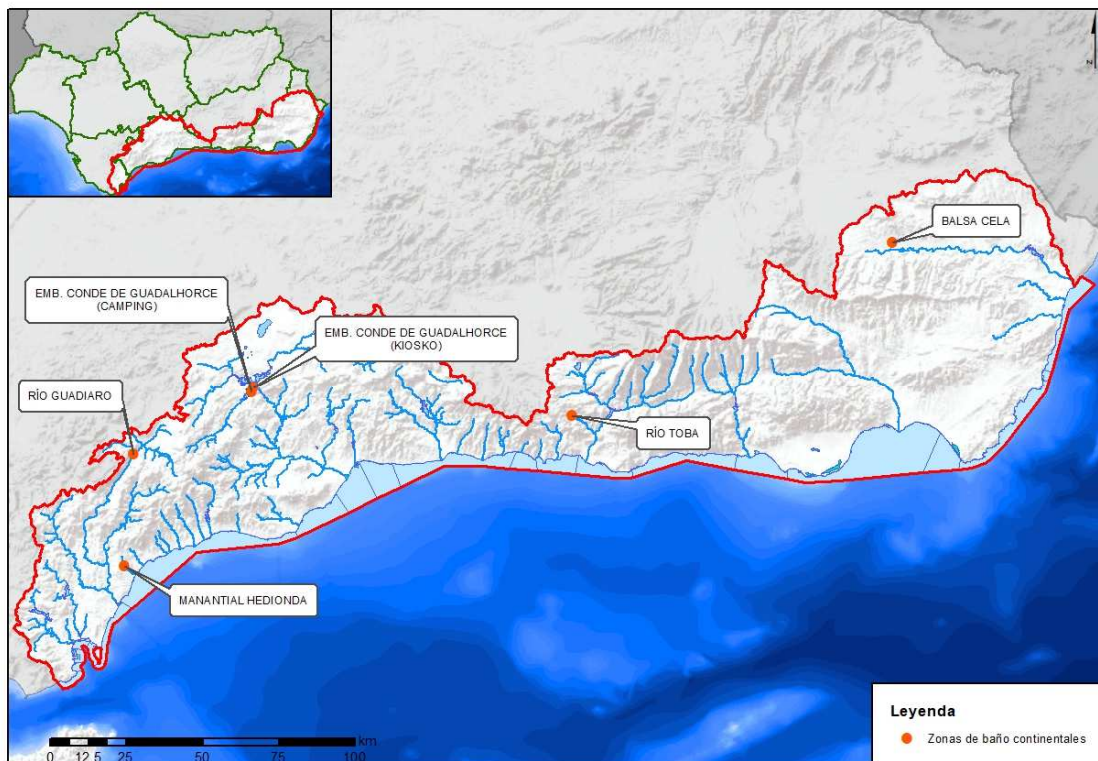 N
BALSA CELA
EMB. CONDE DE GUADALHORCE
(CAMPING)
EMB. CONDE DE GUADALHORCE
(KIOSKO)
RÍO GUADIARO
RÍO TOBA
MANANTIAL HEDIONDA
km
0 12,5 25 50 75 100
Leyenda
Zonas de baño continentales